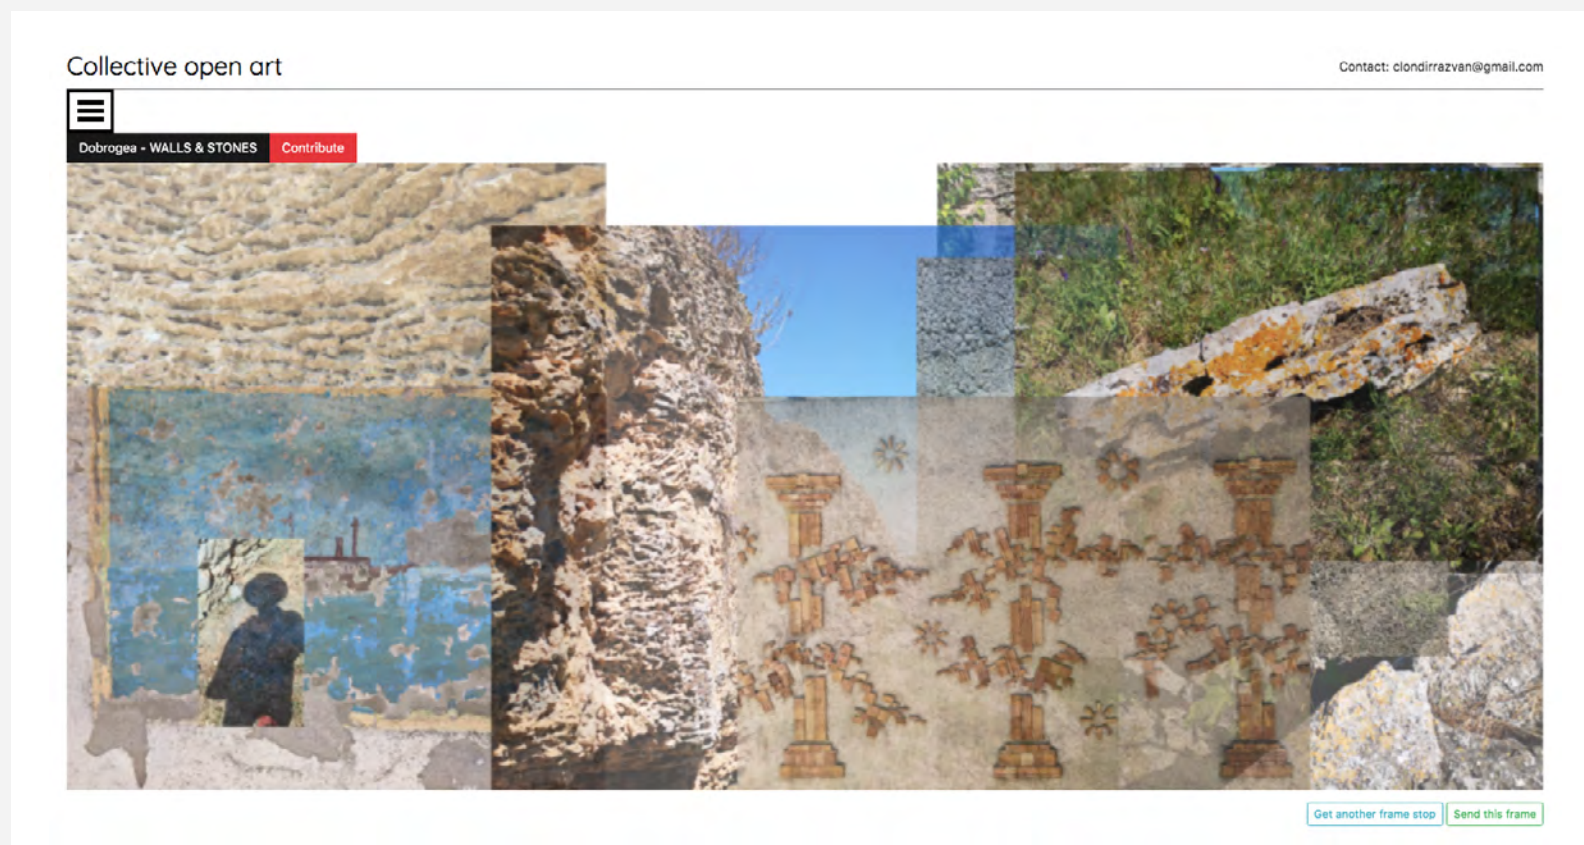 Collective open art
Contact: clondirrazvan@gmail.com
Dobrogea - WALLS & STONES
Contribute
Get another frame stop
Send this frame